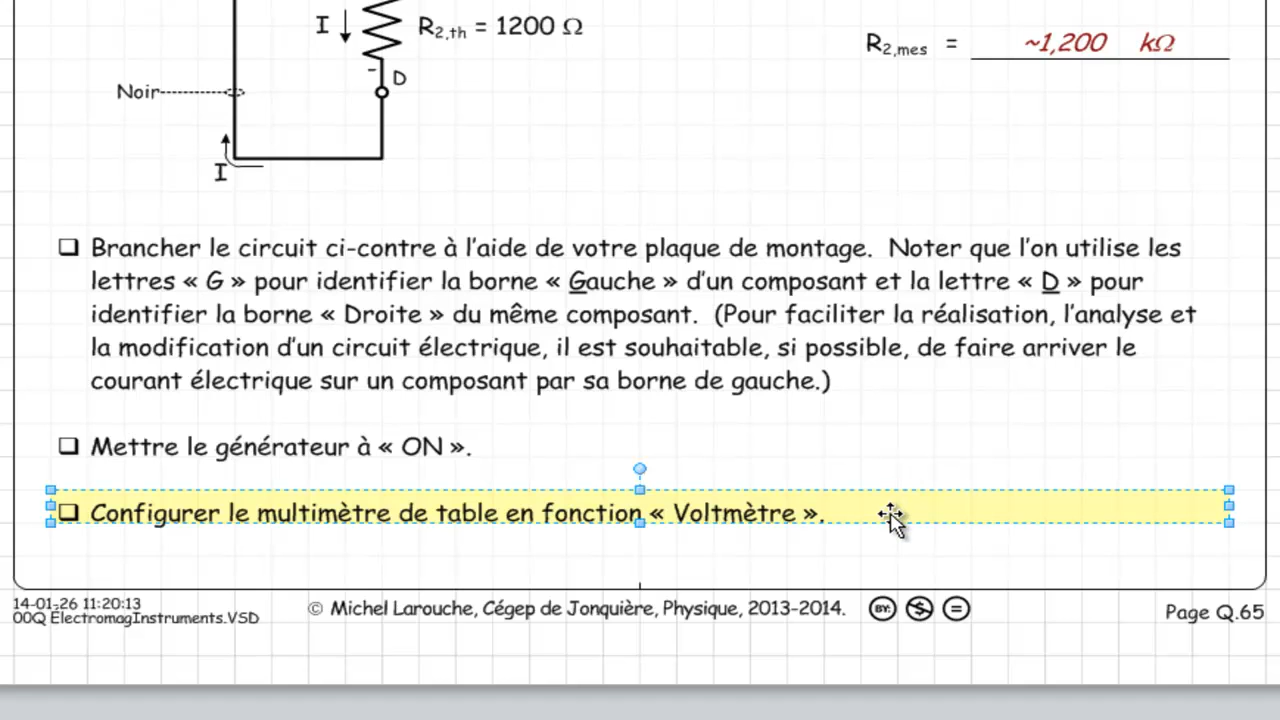 I
R2,th = 1200 Ω
R2,mes = ~1,200 kΩ
-
D
Noir
I
❑ Brancher le circuit ci-contre à l'aide de votre plaque de montage. Noter que l'on utilise les
lettres « G » pour identifier la borne « Gauche » d'un composant et la lettre « D » pour
identifier la borne « Droite » du même composant. (Pour faciliter la réalisation, l'analyse et
la modification d'un circuit électrique, il est souhaitable, si possible, de faire arriver le
courant électrique sur un composant par sa borne de gauche.)
❑ Mettre le générateur à « ON ».
❑ Configurer le multimètre de table en fonction « Voltmètre ».
14-01-26 11:20:13
00Q ÉlectromagInstruments.VSD
© Michel Larouche, Cégep de Jonquière, Physique, 2013-2014.
BY: $ =
Page Q.65